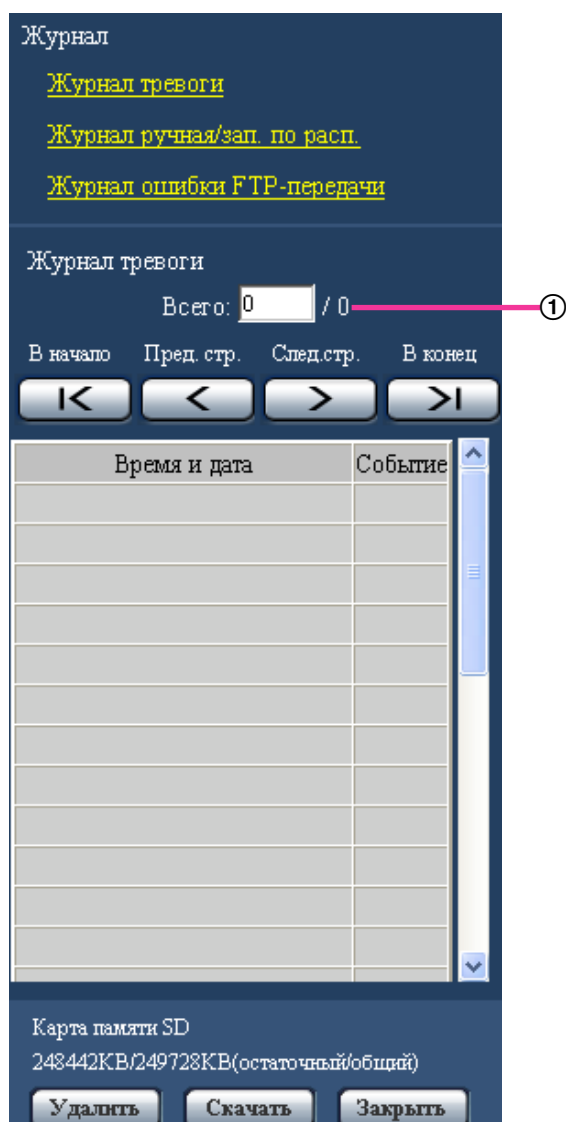 Журнал
Журнал тревоги
Журнал ручная/зап. по расп.
Журнал ошибки FTP-передачи
Журнал тревоги
Всего: 0 / 0 ①
В начало Пред. стр. След.стр. В конец
Время и дата Событие
Карта памяти SD
248442KB/249728KB(остаточный/общий)
Удалить Скачать Закрыть